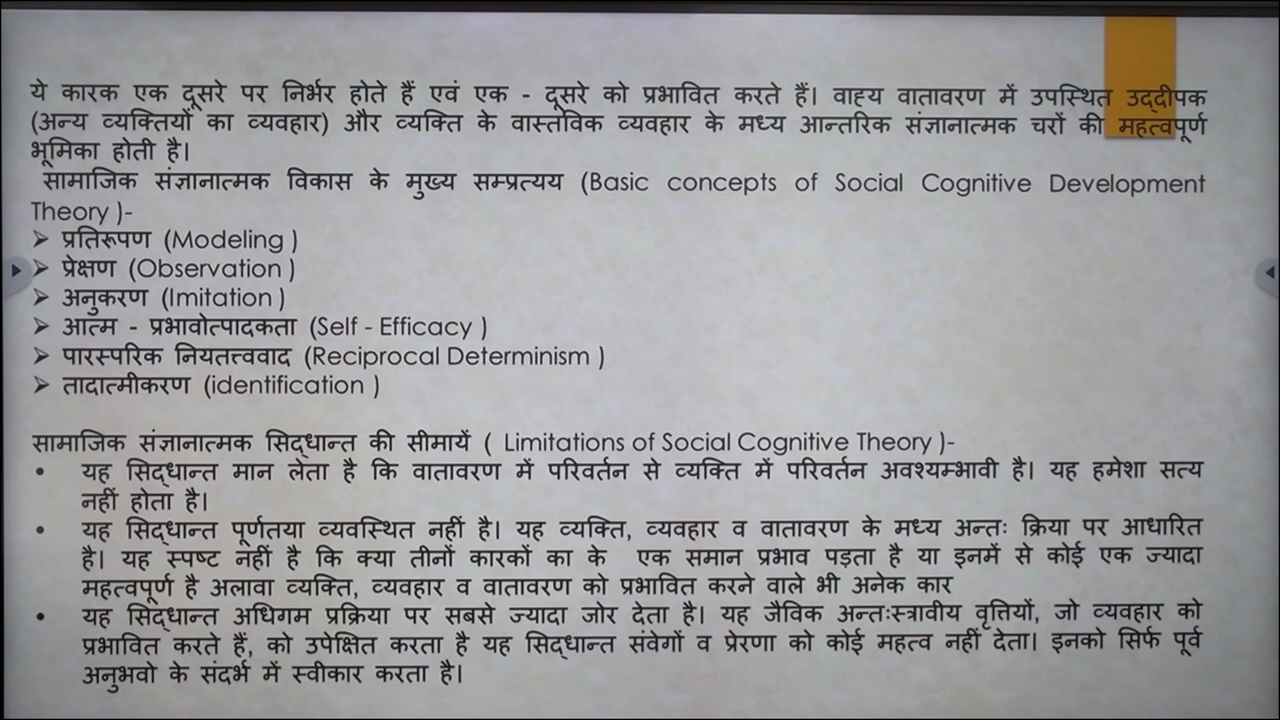 ये कारक एक दूसरे पर निर्भर होते हैं एवं एक - दूसरे को प्रभावित करते हैं। वाह्य वातावरण में उपस्थित उद्दीपक
(अन्य व्यक्तियों का व्यवहार) और व्यक्ति के वास्तविक व्यवहार के मध्य आन्तरिक संज्ञानात्मक चरों की महत्वपूर्ण
भूमिका होती है।
सामाजिक संज्ञानात्मक विकास के मुख्य सम्प्रत्यय (Basic concepts of Social Cognitive Development
Theory )-
➢ प्रतिरूपण (Modeling )
➢ प्रेक्षण (Observation )
➢ अनुकरण (Imitation )
➢ आत्म - प्रभावोत्पादकता (Self - Efficacy )
➢ पारस्परिक नियतत्त्ववाद (Reciprocal Determinism )
➢ तादात्मीकरण (identification )
सामाजिक संज्ञानात्मक सिद्धान्त की सीमायें ( Limitations of Social Cognitive Theory )-
• यह सिद्धान्त मान लेता है कि वातावरण में परिवर्तन से व्यक्ति में परिवर्तन अवश्यम्भावी है। यह हमेशा सत्य
नहीं होता है।
• यह सिद्धान्त पूर्णतया व्यवस्थित नहीं है। यह व्यक्ति, व्यवहार व वातावरण के मध्य अन्तः क्रिया पर आधारित
है। यह स्पष्ट नहीं है कि क्या तीनों कारकों का के एक समान प्रभाव पड़ता है या इनमें से कोई एक ज्यादा
महत्वपूर्ण है अलावा व्यक्ति, व्यवहार व वातावरण को प्रभावित करने वाले भी अनेक कार
• यह सिद्धान्त अधिगम प्रक्रिया पर सबसे ज्यादा जोर देता है। यह जैविक अन्तःस्त्रावीय वृत्तियों, जो व्यवहार को
प्रभावित करते हैं, को उपेक्षित करता है यह सिद्धान्त संवेगों व प्रेरणा को कोई महत्व नहीं देता। इनको सिर्फ पूर्व
अनुभवो के संदर्भ में स्वीकार करता है।